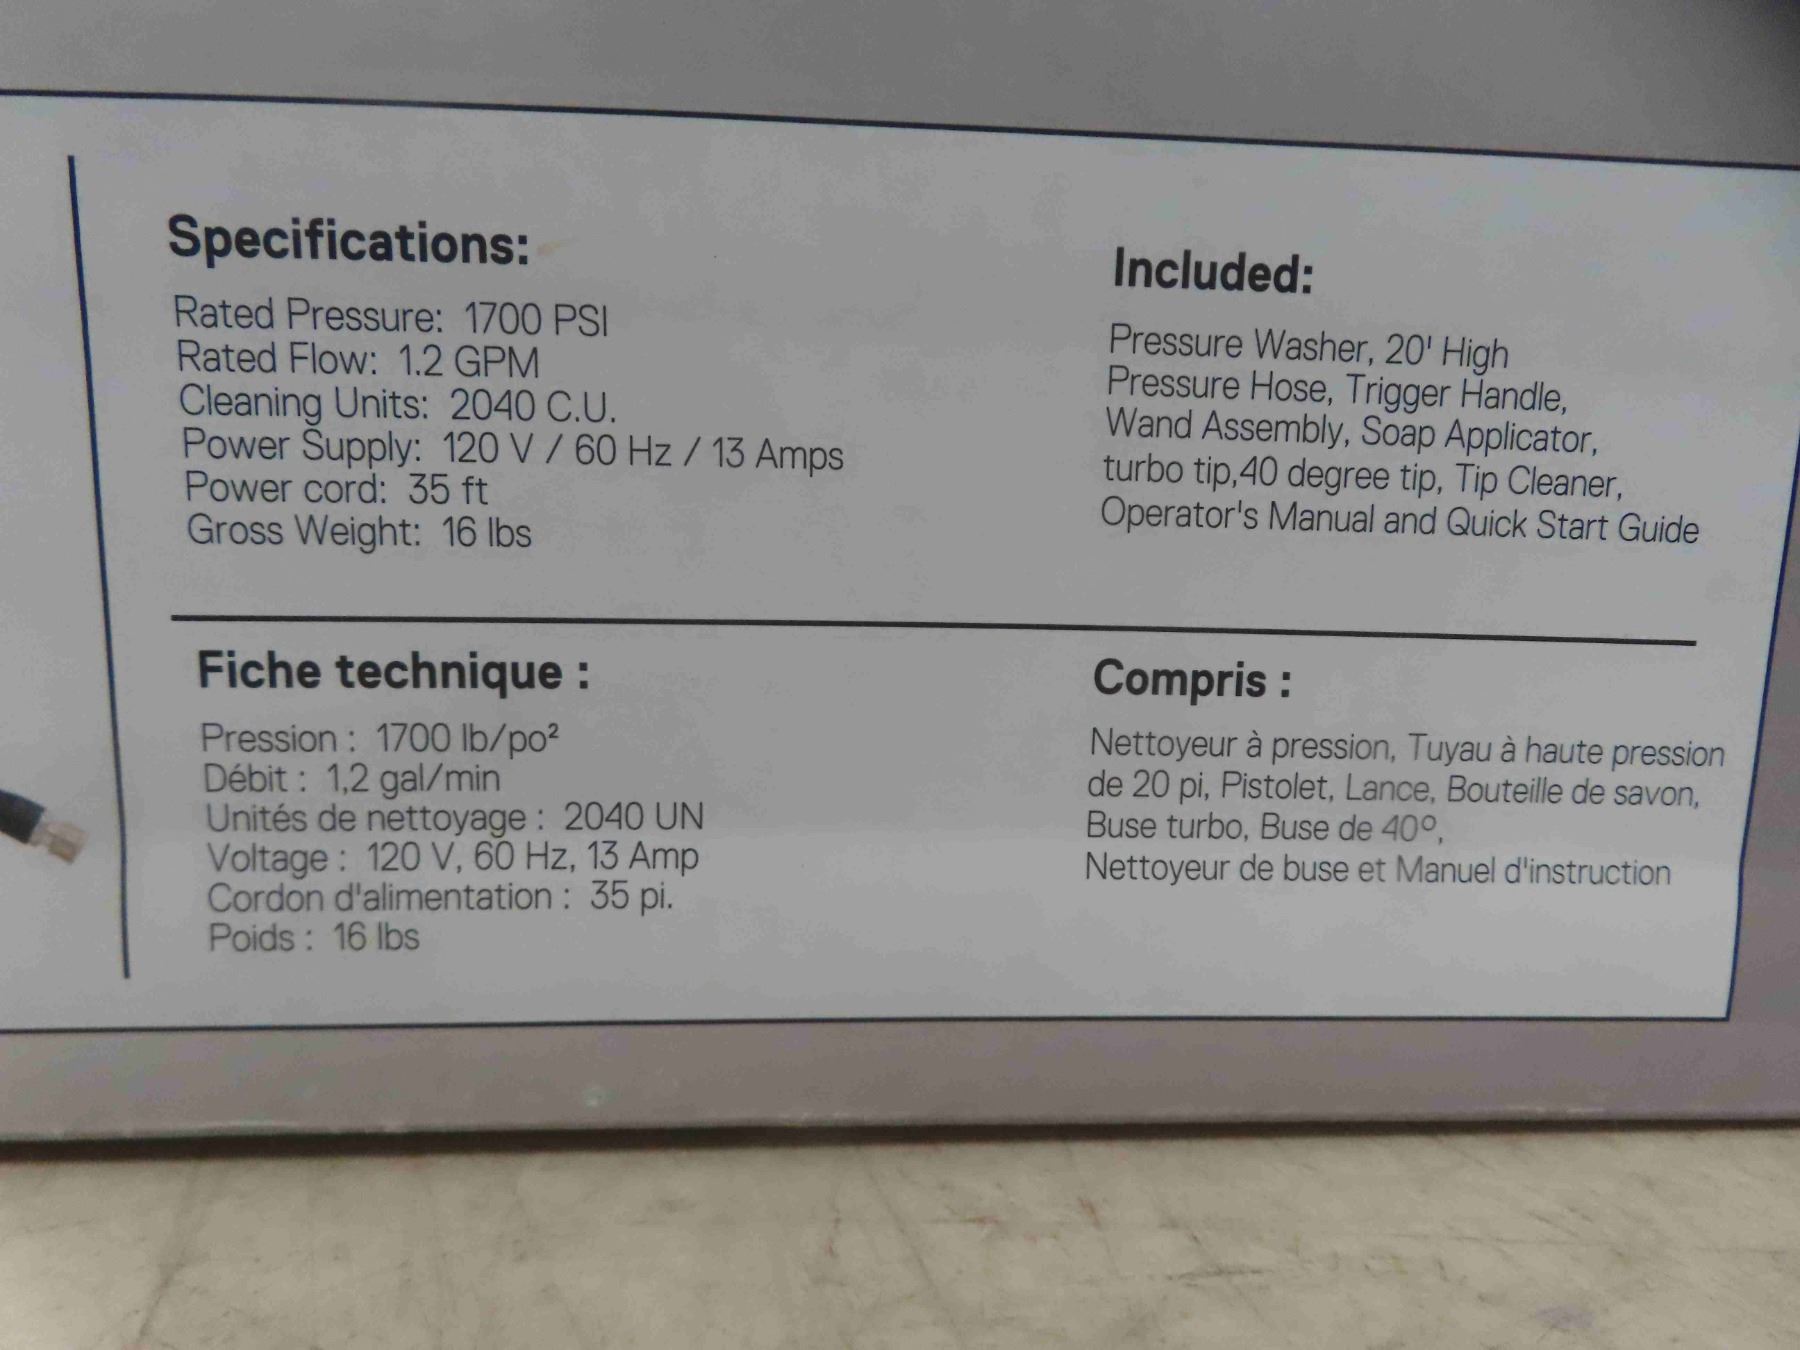 Specifications:
Rated Pressure: 1700 PSI
Rated Flow: 1.2 GPM
Cleaning Units: 2040 C.U.
Power Supply: 120 V / 60 Hz / 13 Amps
Power cord: 35 ft
Gross Weight: 16 lbs
Included:
Pressure Washer, 20' High
Pressure Hose, Trigger Handle,
Wand Assembly, Soap Applicator,
turbo tip,40 degree tip, Tip Cleaner,
Operator's Manual and Quick Start Guide
Fiche technique :
Pression : 1700 lb/po²
Débit : 1,2 gal/min
Unités de nettoyage : 2040 UN
Voltage : 120 V, 60 Hz, 13 Amp
Cordon d'alimentation : 35 pi.
Poids : 16 lbs
Compris :
Nettoyeur à pression, Tuyau à haute pression
de 20 pi, Pistolet, Lance, Bouteille de savon,
Buse turbo, Buse de 40º,
Nettoyeur de buse et Manuel d'instruction